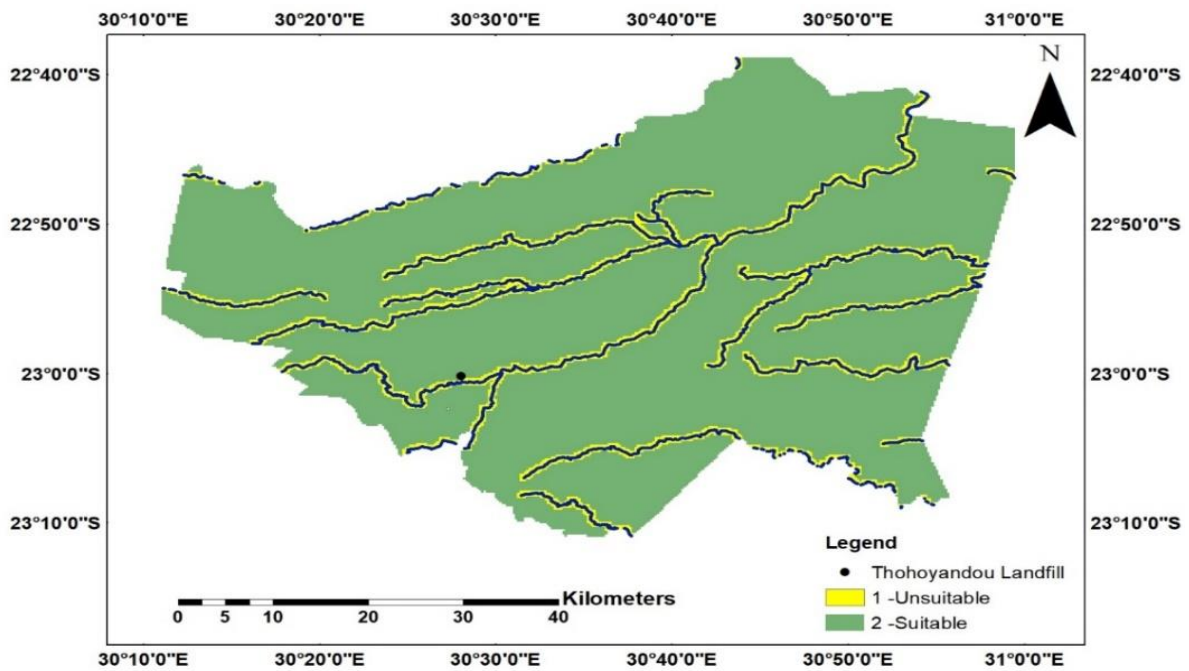 30°10'0"E 30°20'0"E 30°30'0"E 30°40'0"E 30°50'0"E 31°0'0"E
N
22°40'0"S 22°40'0"S
22°50'0"S 22°50'0"S
23°0'0"S 23°0'0"S
23°10'0"S 23°10'0"S
Legend
Thohoyandou Landfill
1 -Unsuitable
2 -Suitable
Kilometers
0 5 10 20 30 40
30°10'0"E 30°20'0"E 30°30'0"E 30°40'0"E 30°50'0"E 31°0'0"E